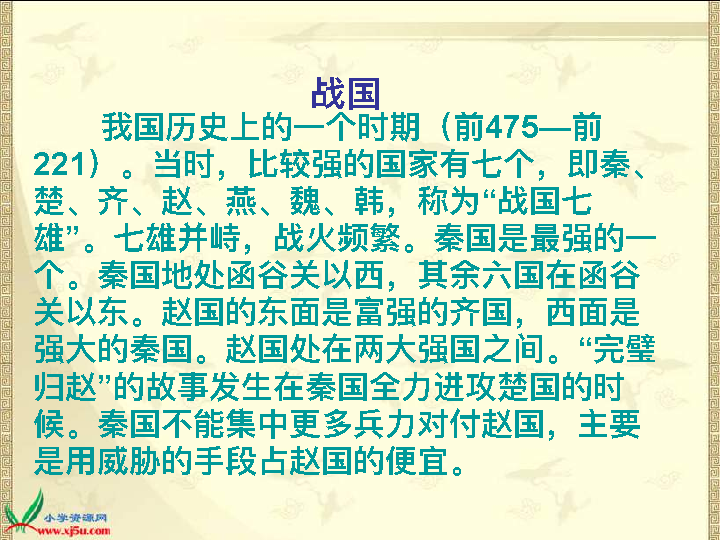 战国
我国历史上的一个时期（前475—前
221）。当时，比较强的国家有七个，即秦、
楚、齐、赵、燕、魏、韩，称为“战国七
雄”。七雄并峙，战火频繁。秦国是最强的一
个。秦国地处函谷关以西，其余六国在函谷
关以东。赵国的东面是富强的齐国，西面是
强大的秦国。赵国处在两大强国之间。“完璧
归赵”的故事发生在秦国全力进攻楚国的时
候。秦国不能集中更多兵力对付赵国，主要
是用威胁的手段占赵国的便宜。
小学资源网
www.xj5u.com